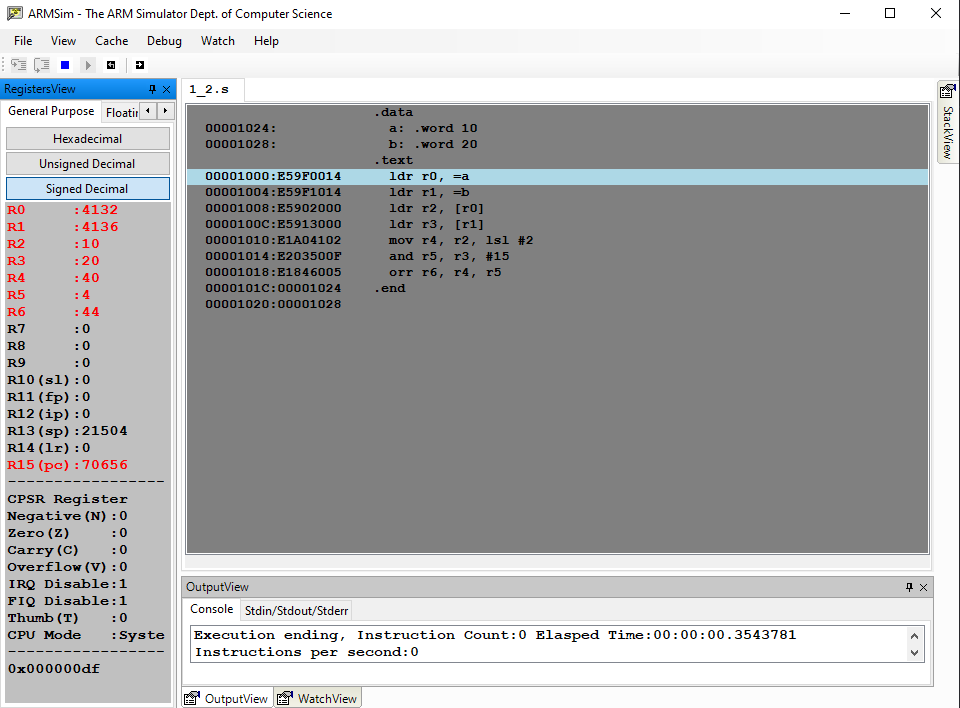 ARMSim - The ARM Simulator Dept. of Computer Science
File View Cache Debug Watch Help
RegistersView
General Purpose Floatin
Hexadecimal
Unsigned Decimal
Signed Decimal
R0 :4132
R1 :4136
R2 :10
R3 :20
R4 :40
R5 :4
R6 :44
R7 :0
R8 :0
R9 :0
R10(sl):0
R11(fp):0
R12(ip):0
R13(sp):21504
R14(lr):0
R15(pc):70656
-----------------
CPSR Register
Negative(N):0
Zero(Z) :0
Carry(C) :0
Overflow(V):0
IRQ Disable:1
FIQ Disable:1
Thumb(T) :0
CPU Mode :Syste
-----------------
0x000000df
1_2.s
.data
00001024: a: .word 10
00001028: b: .word 20
.text
00001000:E59F0014 ldr r0, =a
00001004:E59F1014 ldr r1, =b
00001008:E5902000 ldr r2, [r0]
0000100C:E5913000 ldr r3, [r1]
00001010:E1A04102 mov r4, r2, lsl #2
00001014:E203500F and r5, r3, #15
00001018:E1846005 orr r6, r4, r5
0000101C:00001024 .end
00001020:00001028
StackView
OutputView
Console Stdin/Stdout/Stderr
Execution ending, Instruction Count:0 Elasped Time:00:00:00.3543781
Instructions per second:0
OutputView WatchView